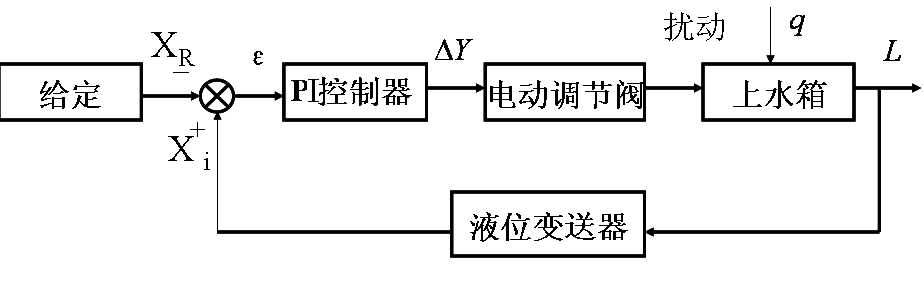 扰动 q
X_R
−
ε
ΔY
L
给定
PI控制器
电动调节阀
上水箱
+
X_i
液位变送器